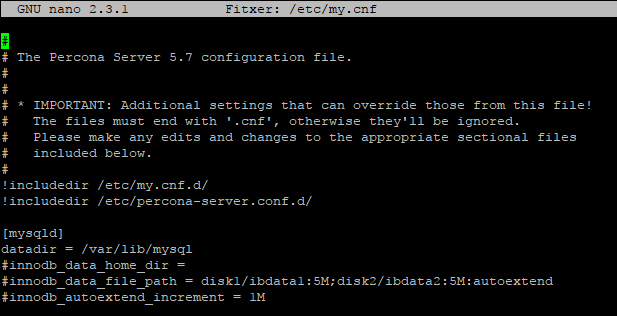 GNU nano 2.3.1 Fitxer: /etc/my.cnf
#
# The Percona Server 5.7 configuration file.
#
#
# * IMPORTANT: Additional settings that can override those from this file!
#   The files must end with '.cnf', otherwise they'll be ignored.
#   Please make any edits and changes to the appropriate sectional files
#   included below.
#
!includedir /etc/my.cnf.d/
!includedir /etc/percona-server.conf.d/
[mysqld]
datadir = /var/lib/mysql
#innodb_data_home_dir =
#innodb_data_file_path = disk1/ibdata1:5M;disk2/ibdata2:5M:autoextend
#innodb_autoextend_increment = 1M